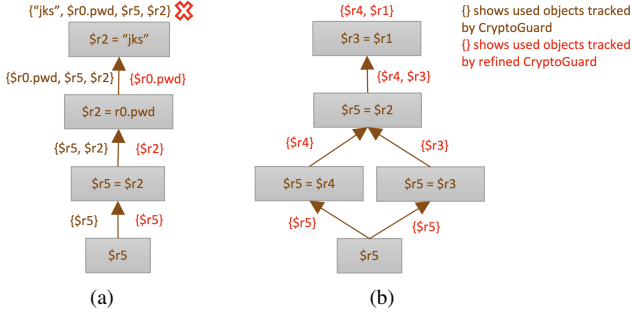 {“jks”, $r0.pwd, $r5, $r2}
$r2 = “jks”
{$r0.pwd, $r5, $r2} {$r0.pwd}
$r2 = r0.pwd
{$r5, $r2} {$r2}
$r5 = $r2
{$r5} {$r5}
$r5
(a)
{$r4, $r1}
$r3 = $r1
{$r4, $r3}
$r5 = $r2
{$r4} {$r3}
$r5 = $r4 $r5 = $r3
{$r5} {$r5}
$r5
(b)
{} shows used objects tracked
by CryptoGuard
{} shows used objects tracked
by refined CryptoGuard